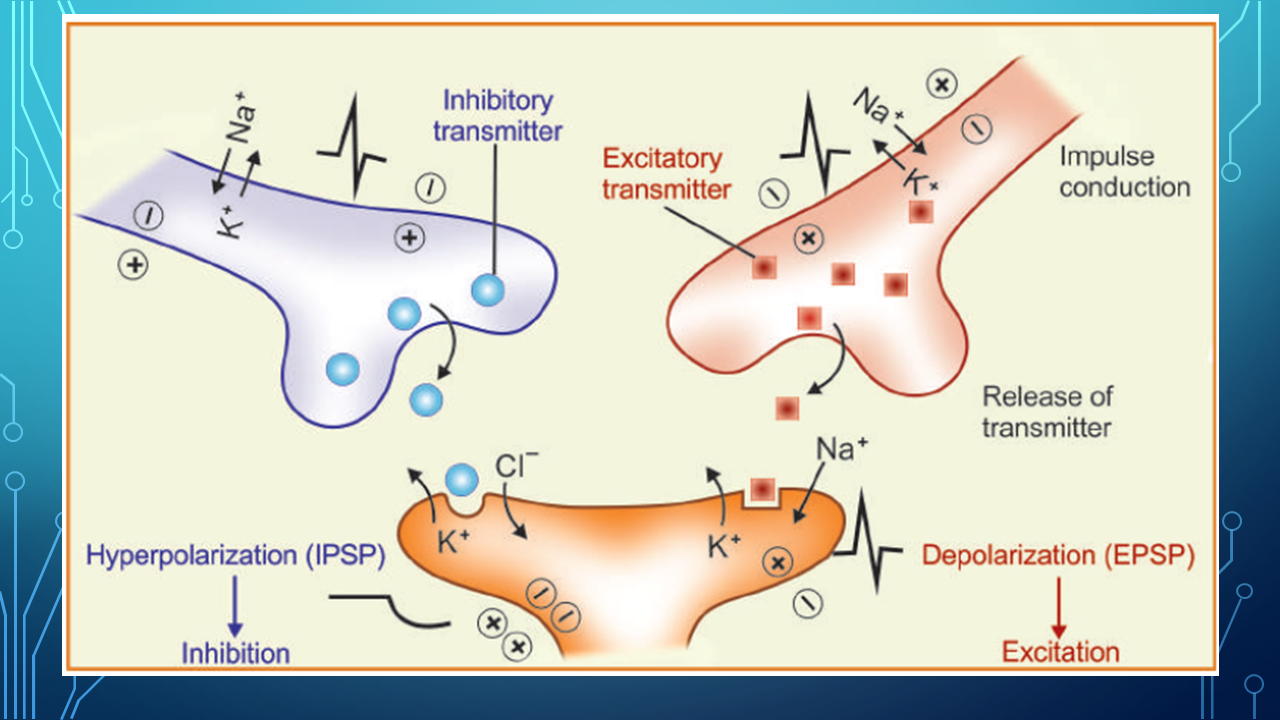 Na⁺
K⁺
Inhibitory
transmitter
Excitatory
transmitter
Na⁺
K⁺
Impulse
conduction
Release of
transmitter
K⁺
Cl⁻
K⁺
Na⁺
Hyperpolarization (IPSP)
Inhibition
Depolarization (EPSP)
Excitation